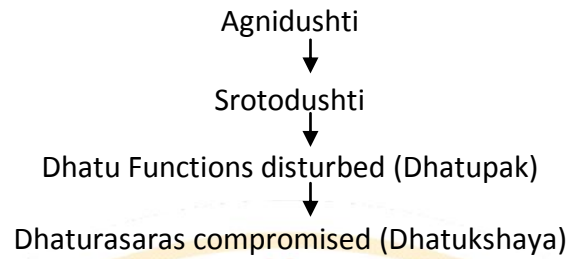 Agnidushti
Srotodushti
Dhatu Functions disturbed (Dhatupak)
Dhaturasaras compromised (Dhatukshaya)